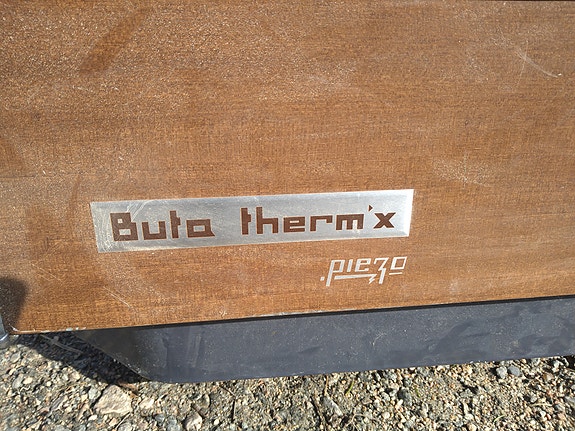 Buta therm'x
.piezo